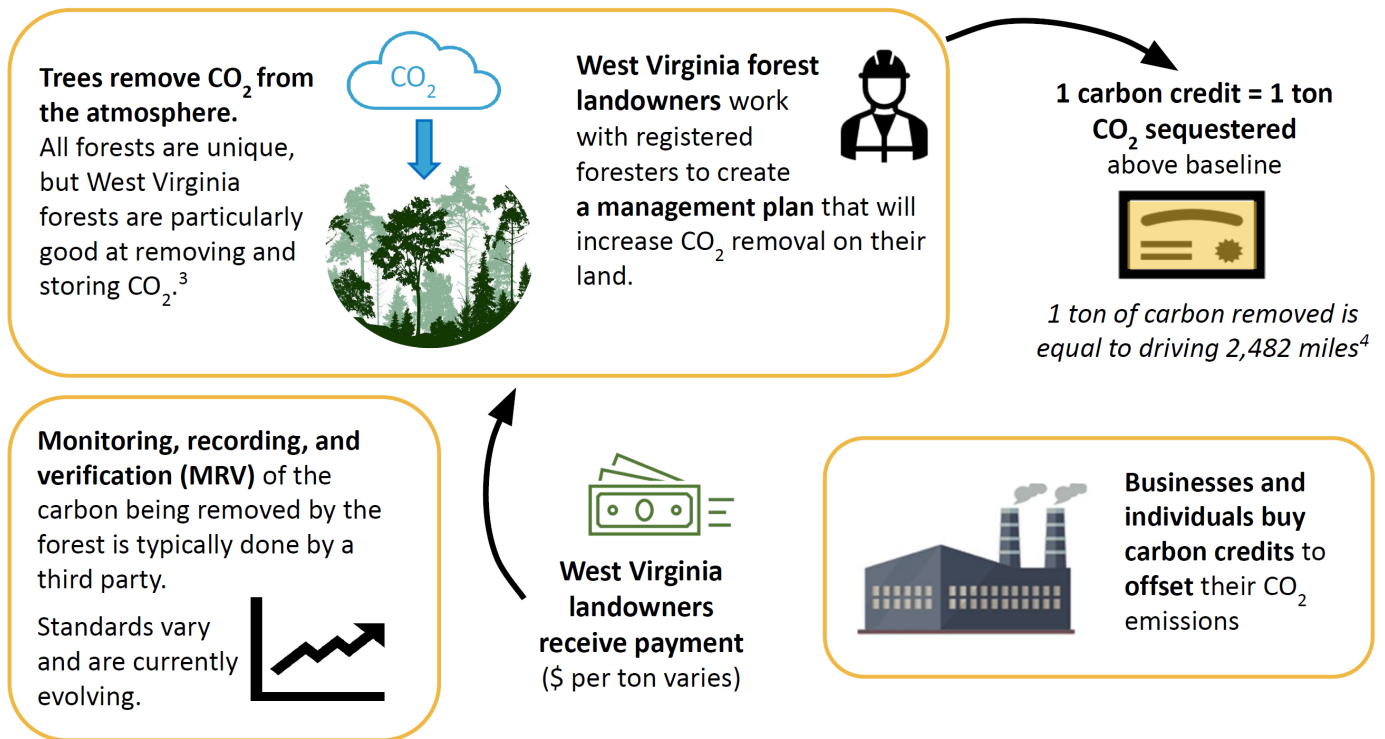 Trees remove CO₂ from
the atmosphere.
All forests are unique,
but West Virginia
forests are particularly
good at removing and
storing CO₂.³
CO₂
West Virginia forest
landowners work
with registered
foresters to create
a management plan that will
increase CO₂ removal on their
land.
1 carbon credit = 1 ton
CO₂ sequestered
above baseline
1 ton of carbon removed is
equal to driving 2,482 miles⁴
Monitoring, recording, and
verification (MRV) of the
carbon being removed by the
forest is typically done by a
third party.
Standards vary
and are currently
evolving.
West Virginia
landowners
receive payment
($ per ton varies)
Businesses and
individuals buy
carbon credits to
offset their CO₂
emissions